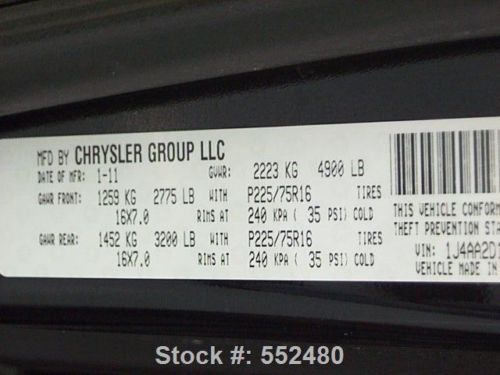 MFD BY CHRYSLER GROUP LLC
DATE OF MFR: 1-11 GVWR: 2223 KG 4900 LB
GAWR FRONT: 1259 KG 2775 LB WITH P225/75R16 TIRES
16X7.0 RIMS AT 240 KPA ( 35 PSI) COLD
GAWR REAR: 1452 KG 3200 LB WITH P225/75R16 TIRES
16X7.0 RIMS AT 240 KPA ( 35 PSI) COLD
THIS VEHICLE CONFORM
THEFT PREVENTION STA
VIN: 1J4AA2D1
VEHICLE MADE IN
Stock #: 552480